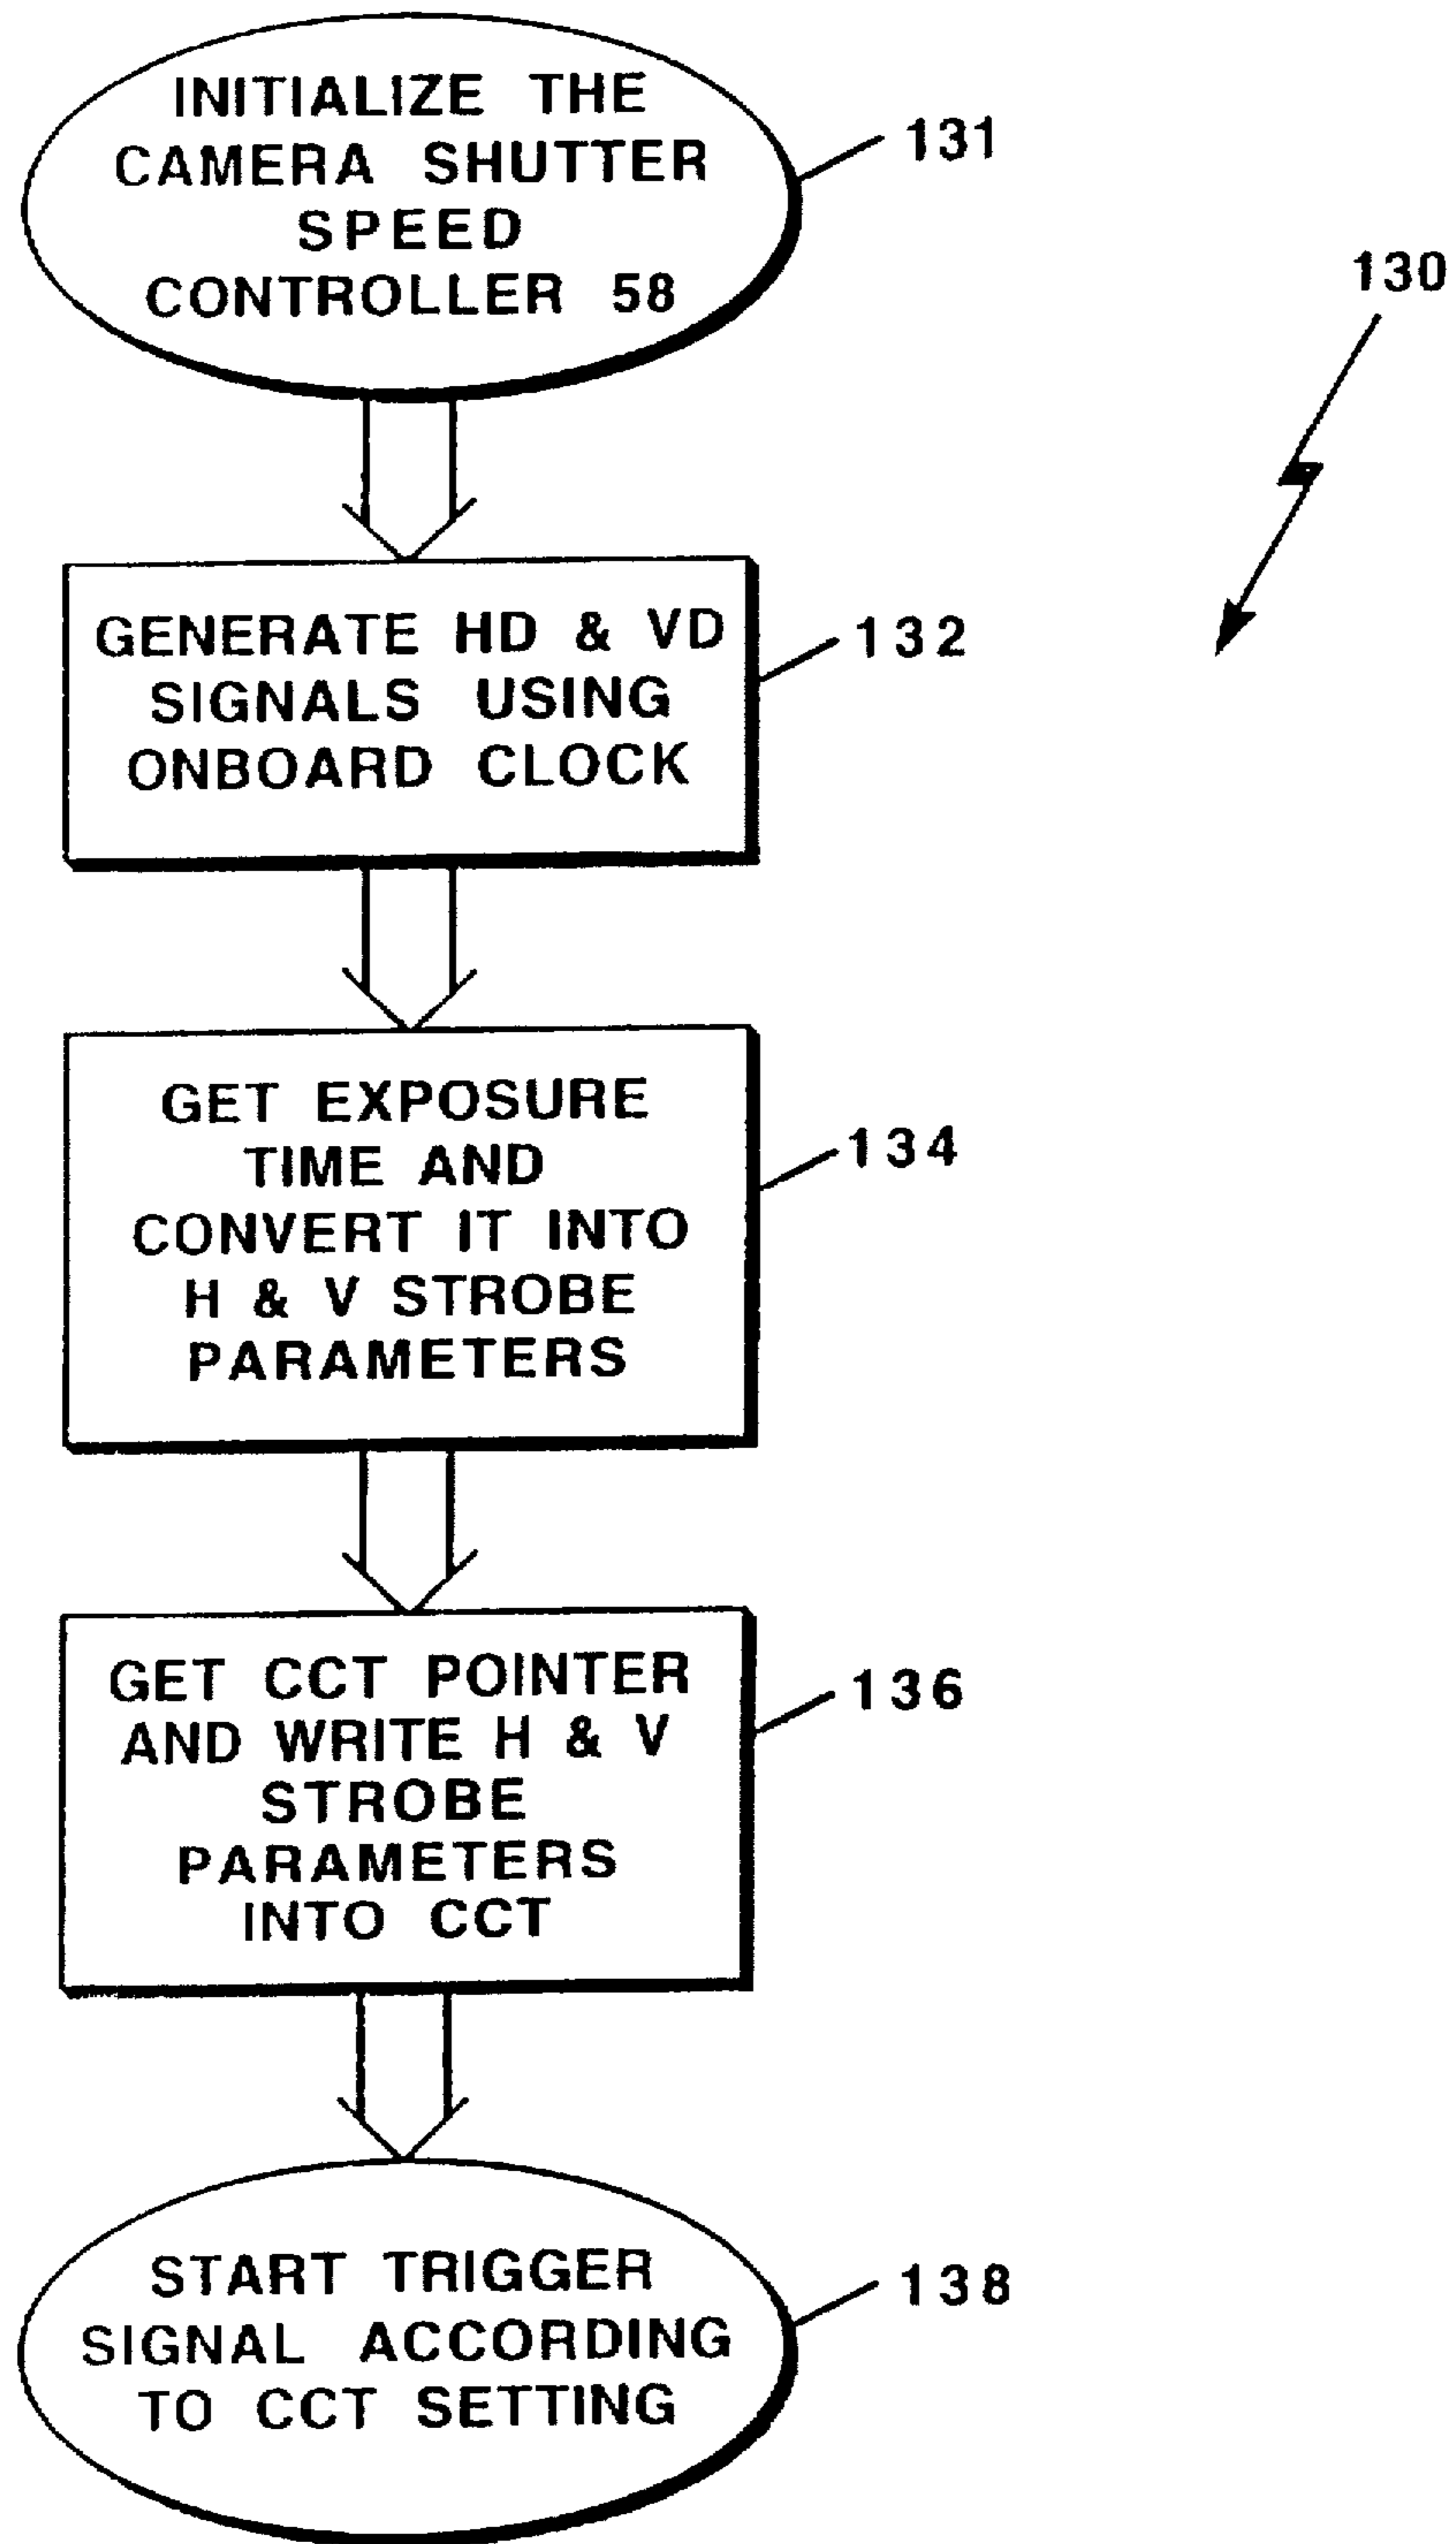 INITIALIZE THE
CAMERA SHUTTER
SPEED
CONTROLLER 58
131
130
GENERATE HD & VD
SIGNALS USING
ONBOARD CLOCK
132
GET EXPOSURE
TIME AND
CONVERT IT INTO
H & V STROBE
PARAMETERS
134
GET CCT POINTER
AND WRITE H & V
STROBE
PARAMETERS
INTO CCT
136
START TRIGGER
SIGNAL ACCORDING
TO CCT SETTING
138